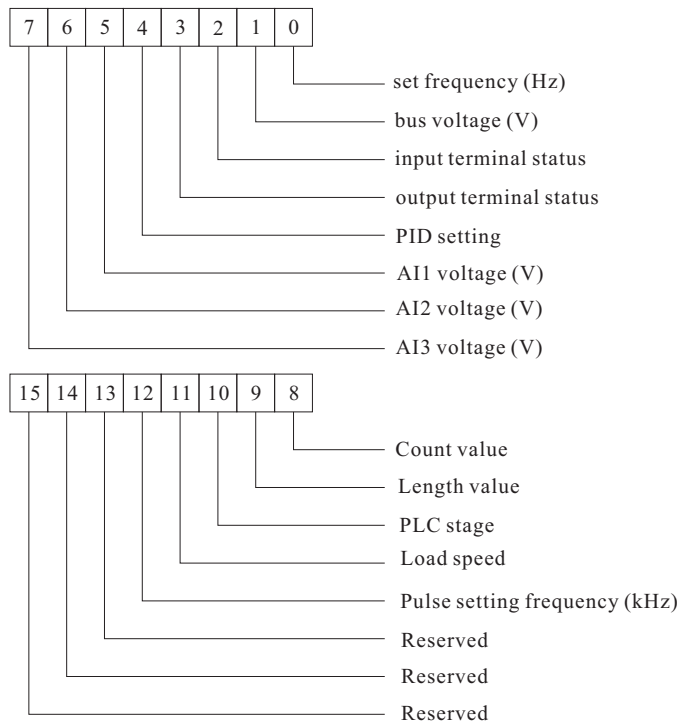 7 6 5 4 3 2 1 0
set frequency (Hz)
bus voltage (V)
input terminal status
output terminal status
PID setting
AI1 voltage (V)
AI2 voltage (V)
AI3 voltage (V)
15 14 13 12 11 10 9 8
Count value
Length value
PLC stage
Load speed
Pulse setting frequency (kHz)
Reserved
Reserved
Reserved